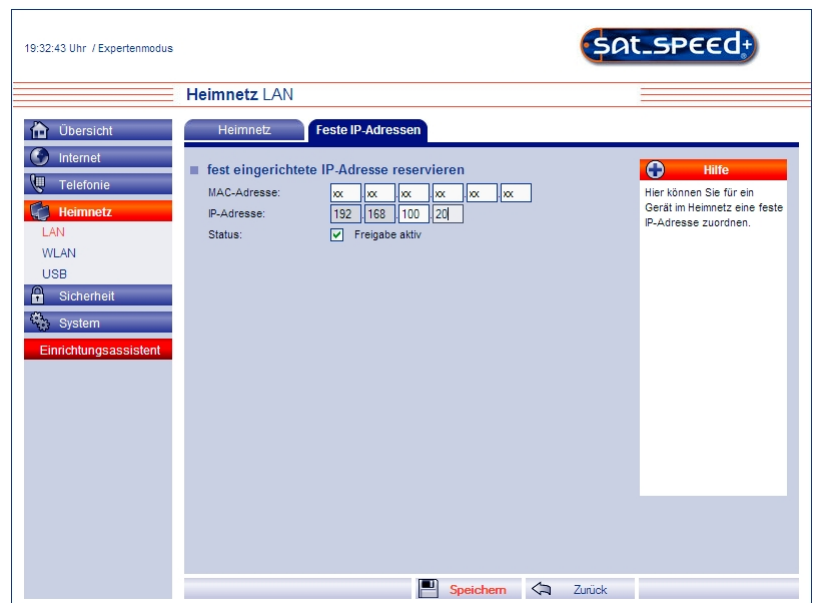 19:32:43 Uhr / Expertenmodus
sat_speed+
Heimnetz LAN
Übersicht
Internet
Telefonie
Heimnetz
LAN
WLAN
USB
Sicherheit
System
Einrichtungsassistent
Heimnetz
Feste IP-Adressen
fest eingerichtete IP-Adresse reservieren
MAC-Adresse: xx . xx . xx . xx . xx . xx
IP-Adresse: 192 . 168 . 100 . 20
Status: Freigabe aktiv
Hilfe
Hier können Sie für ein
Gerät im Heimnetz eine feste
IP-Adresse zuordnen.
Speichern
Zurück